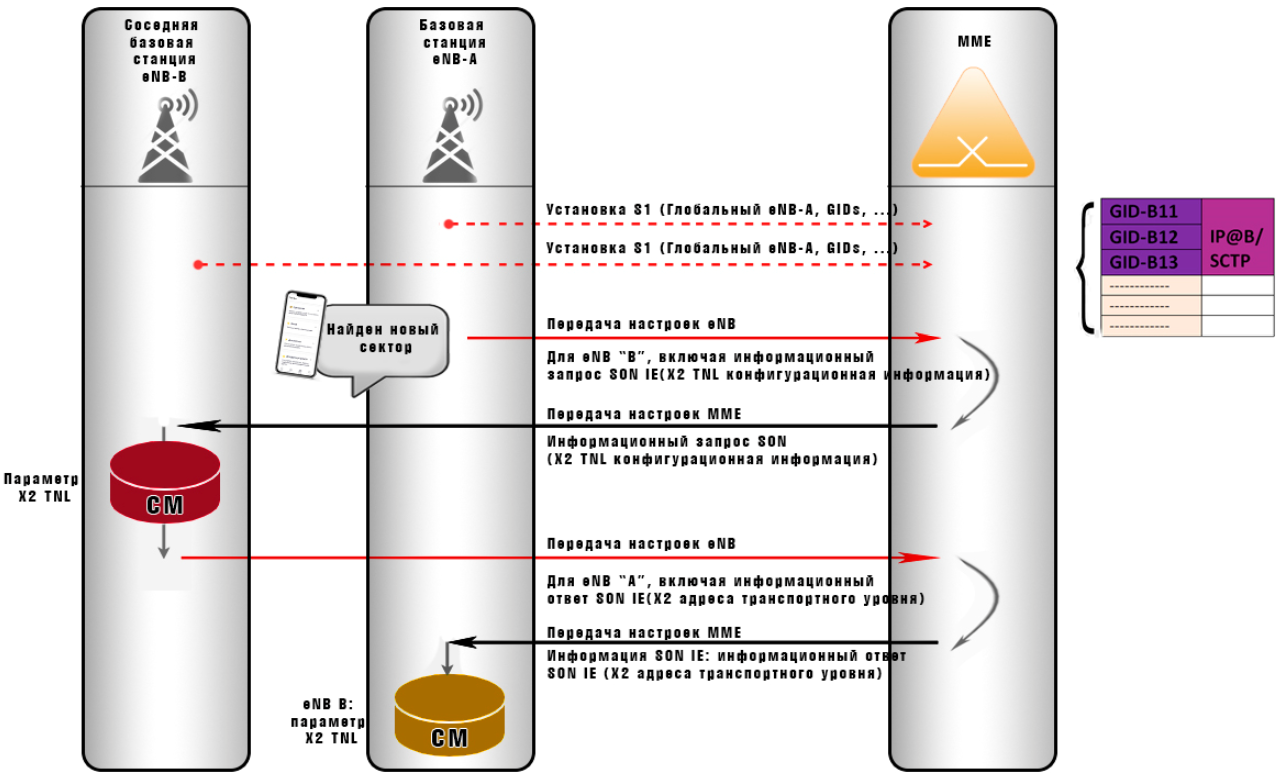 Соседняя
базовая
станция
eNB-B
Базовая
станция
eNB-A
MME
Установка S1 (Глобальный eNB-A, GIDs, ...)
Установка S1 (Глобальный eNB-A, GIDs, ...)
GID-B11
GID-B12
GID-B13
IP@B/
SCTP
------------
------------
------------
Найден новый
сектор
Передача настроек eNB
Для eNB “B”, включая информационный
запрос SON IE(X2 TNL конфигурационная информация)
Передача настроек MME
Информационный запрос SON
(X2 TNL конфигурационная информация)
Параметр
X2 TNL
CM
Передача настроек eNB
Для eNB “A”, включая информационный
ответ SON IE(X2 адреса транспортного уровня)
Передача настроек MME
Информация SON IE: информационный ответ
SON IE (X2 адреса транспортного уровня)
eNB B:
параметр
X2 TNL
CM